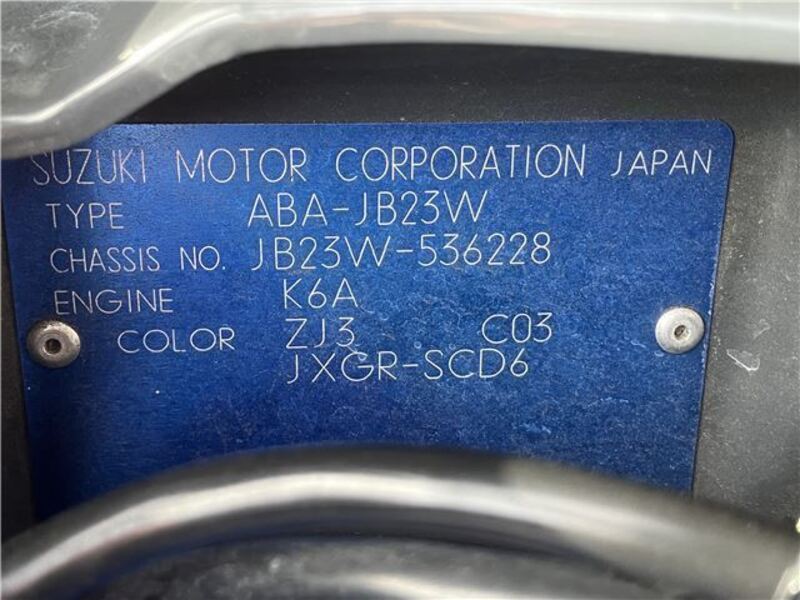 SUZUKI MOTOR CORPORATION JAPAN
TYPE ABA-JB23W
CHASSIS NO. JB23W-536228
ENGINE K6A
COLOR ZJ3 C03
JXGR-SCD6